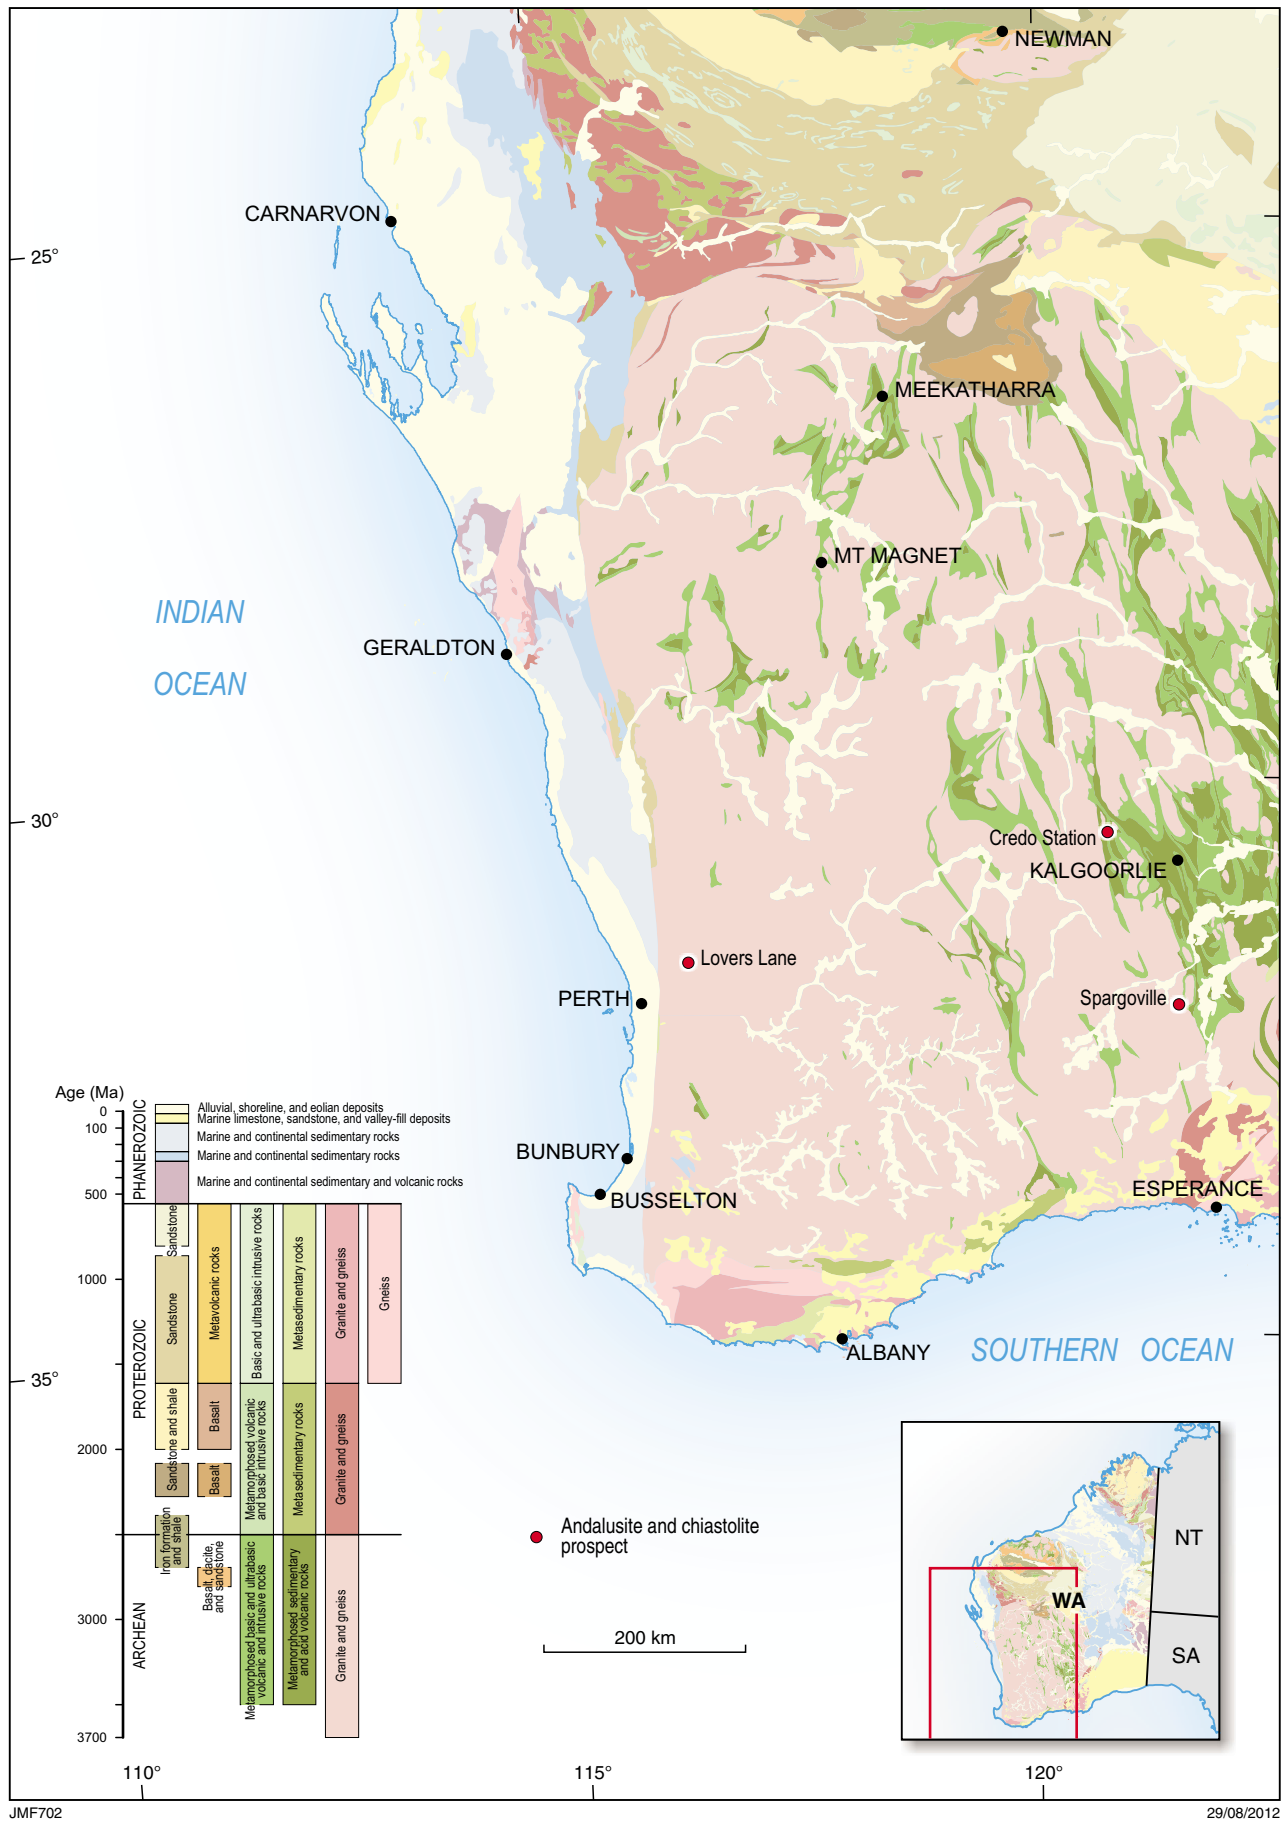 NEWMAN
CARNARVON
25°
MEEKATHARRA
MT MAGNET
INDIAN
OCEAN
GERALDTON
30°
Credo Station
KALGOORLIE
Lovers Lane
PERTH
Spargoville
BUNBURY
BUSSELTON
ESPERANCE
ALBANY
SOUTHERN OCEAN
35°
Age (Ma)
0
100
500
1000
2000
3000
3700
PHANEROZOIC
PROTEROZOIC
ARCHEAN
Alluvial, shoreline, and eolian deposits
Marine limestone, sandstone, and valley-fill deposits
Marine and continental sedimentary rocks
Marine and continental sedimentary rocks
Marine and continental sedimentary and volcanic rocks
Sandstone
Sandstone
Sandstone and shale
Sandstone
Iron formation
and shale
Metavolcanic rocks
Basalt
Basalt
Basalt, dacite,
and sandstone
Basic and ultrabasic intrusive rocks
Metamorphosed volcanic
and basic intrusive rocks
Metamorphosed basic and ultrabasic
volcanic and intrusive rocks
Metasedimentary rocks
Metasedimentary rocks
Metamorphosed sedimentary
and acid volcanic rocks
Granite and gneiss
Granite and gneiss
Granite and gneiss
Gneiss
Andalusite and chiastolite
prospect
200 km
NT
WA
SA
110°
115°
120°
JMF702
29/08/2012